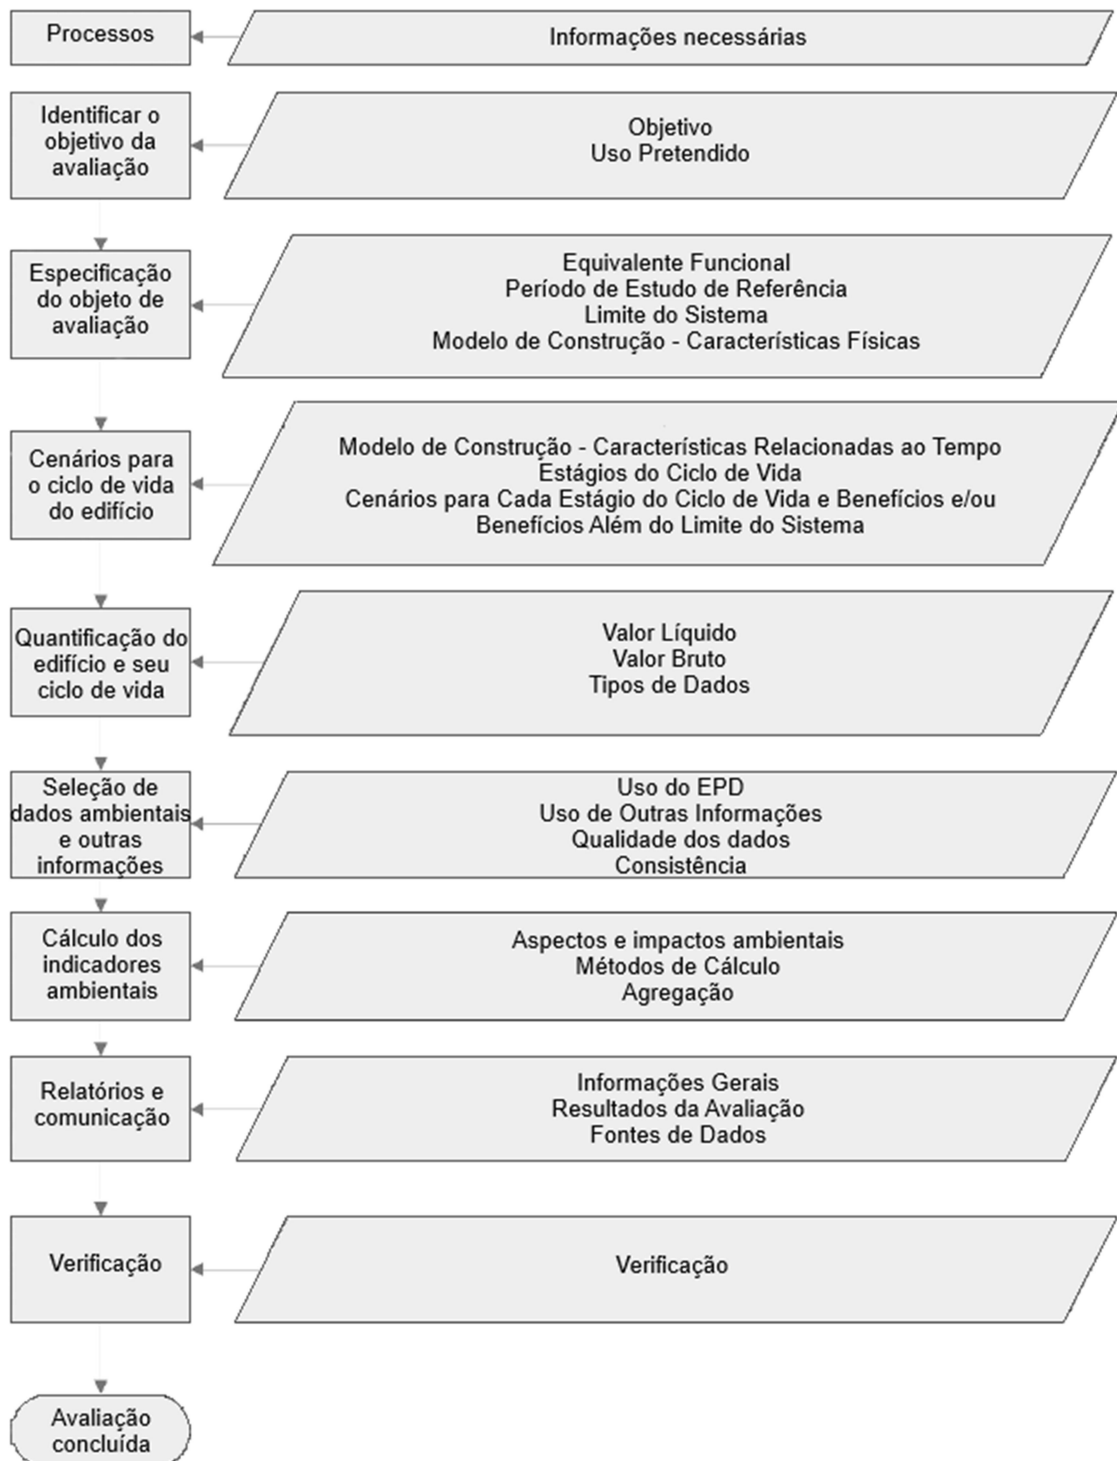 Processos
Informações necessárias
Identificar o
objetivo da
avaliação
Objetivo
Uso Pretendido
Especificação
do objeto de
avaliação
Equivalente Funcional
Período de Estudo de Referência
Limite do Sistema
Modelo de Construção - Características Físicas
Cenários para
o ciclo de vida
do edifício
Modelo de Construção - Características Relacionadas ao Tempo
Estágios do Ciclo de Vida
Cenários para Cada Estágio do Ciclo de Vida e Benefícios e/ou
Benefícios Além do Limite do Sistema
Quantificação do
edifício e seu
ciclo de vida
Valor Líquido
Valor Bruto
Tipos de Dados
Seleção de
dados ambientais
e outras
informações
Uso do EPD
Uso de Outras Informações
Qualidade dos dados
Consistência
Cálculo dos
indicadores
ambientais
Aspectos e impactos ambientais
Métodos de Cálculo
Agregação
Relatórios e
comunicação
Informações Gerais
Resultados da Avaliação
Fontes de Dados
Verificação
Verificação
Avaliação
concluída